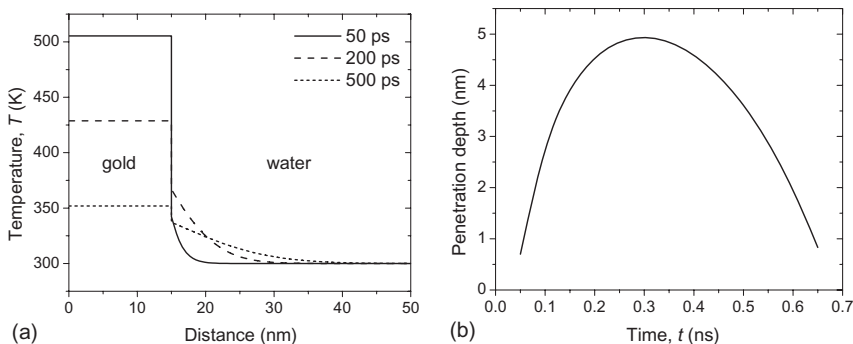 500
450
400
350
300
Temperature, T (K)
50 ps
200 ps
500 ps
gold
water
0
10
20
30
40
50
Distance (nm)
(a)
5
4
3
2
1
0
Penetration depth (nm)
0.0
0.1
0.2
0.3
0.4
0.5
0.6
0.7
Time, t (ns)
(b)